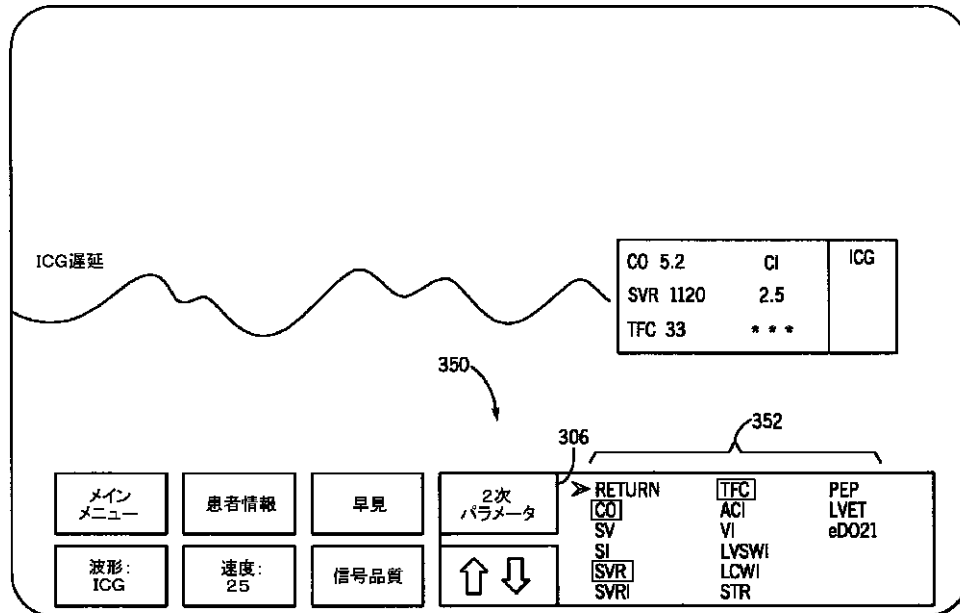 ICG遅延
CO 5.2
CI
ICG
SVR 1120
2.5
TFC 33
* * *
350
306
352
メイン
メニュー
患者情報
早見
2次
パラメータ
波形:
ICG
速度:
25
信号品質
RETURN
CO
SV
SI
SVR
SVRI
TFC
ACI
VI
LVSWI
LCWI
STR
PEP
LVET
eDO21